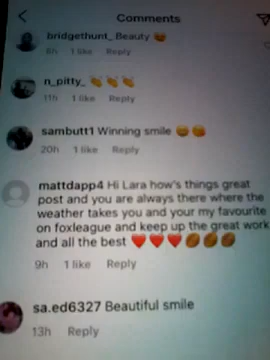 Comments
bridgehunt_ Beauty 😍
8h 1 like Reply
n_pitty_ 👏👏👏
11h 1 like Reply
sambutt1 Winning smile 😄😊
20h 1 like Reply
mattdapp4 Hi Lara how's things great
post and you are always there where the
weather takes you and your my favourite
on foxleague and keep up the great work
and all the best ❤️❤️❤️🏉🏉🏉
9h 1 like Reply
sa.ed6327 Beautiful smile
13h Reply